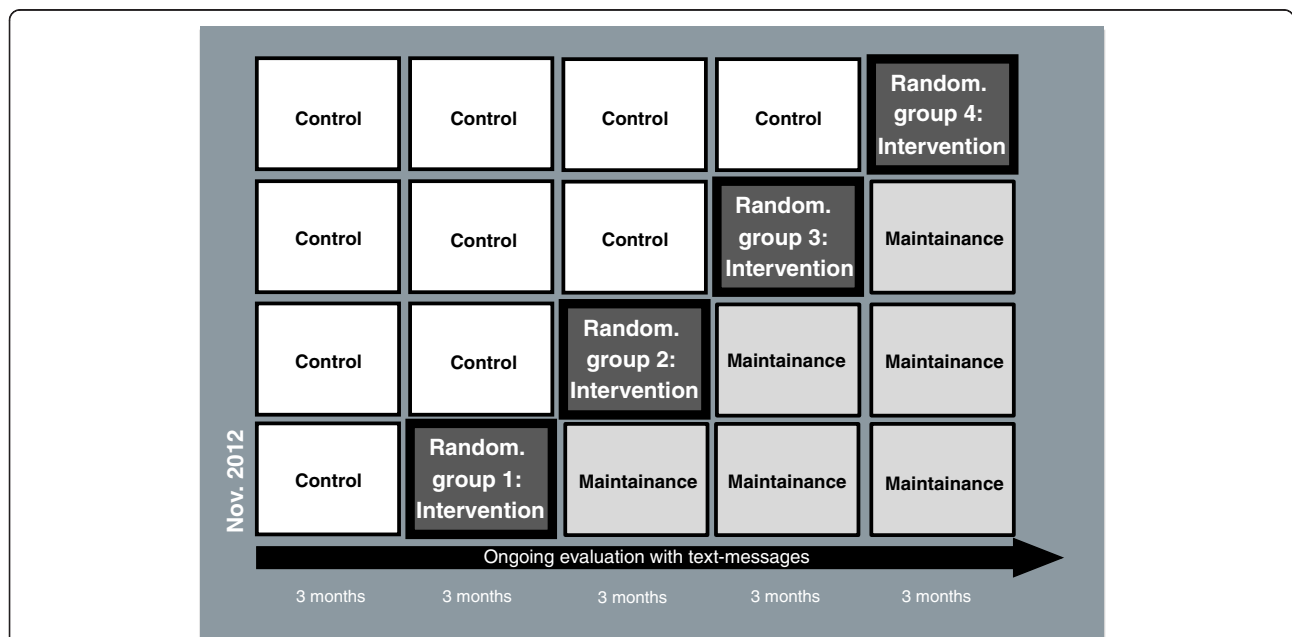 Control
Control
Control
Control
Random.
group 4:
Intervention
Control
Control
Control
Random.
group 3:
Intervention
Maintainance
Control
Control
Random.
group 2:
Intervention
Maintainance
Maintainance
Nov. 2012
Control
Random.
group 1:
Intervention
Maintainance
Maintainance
Maintainance
Ongoing evaluation with text-messages
3 months
3 months
3 months
3 months
3 months